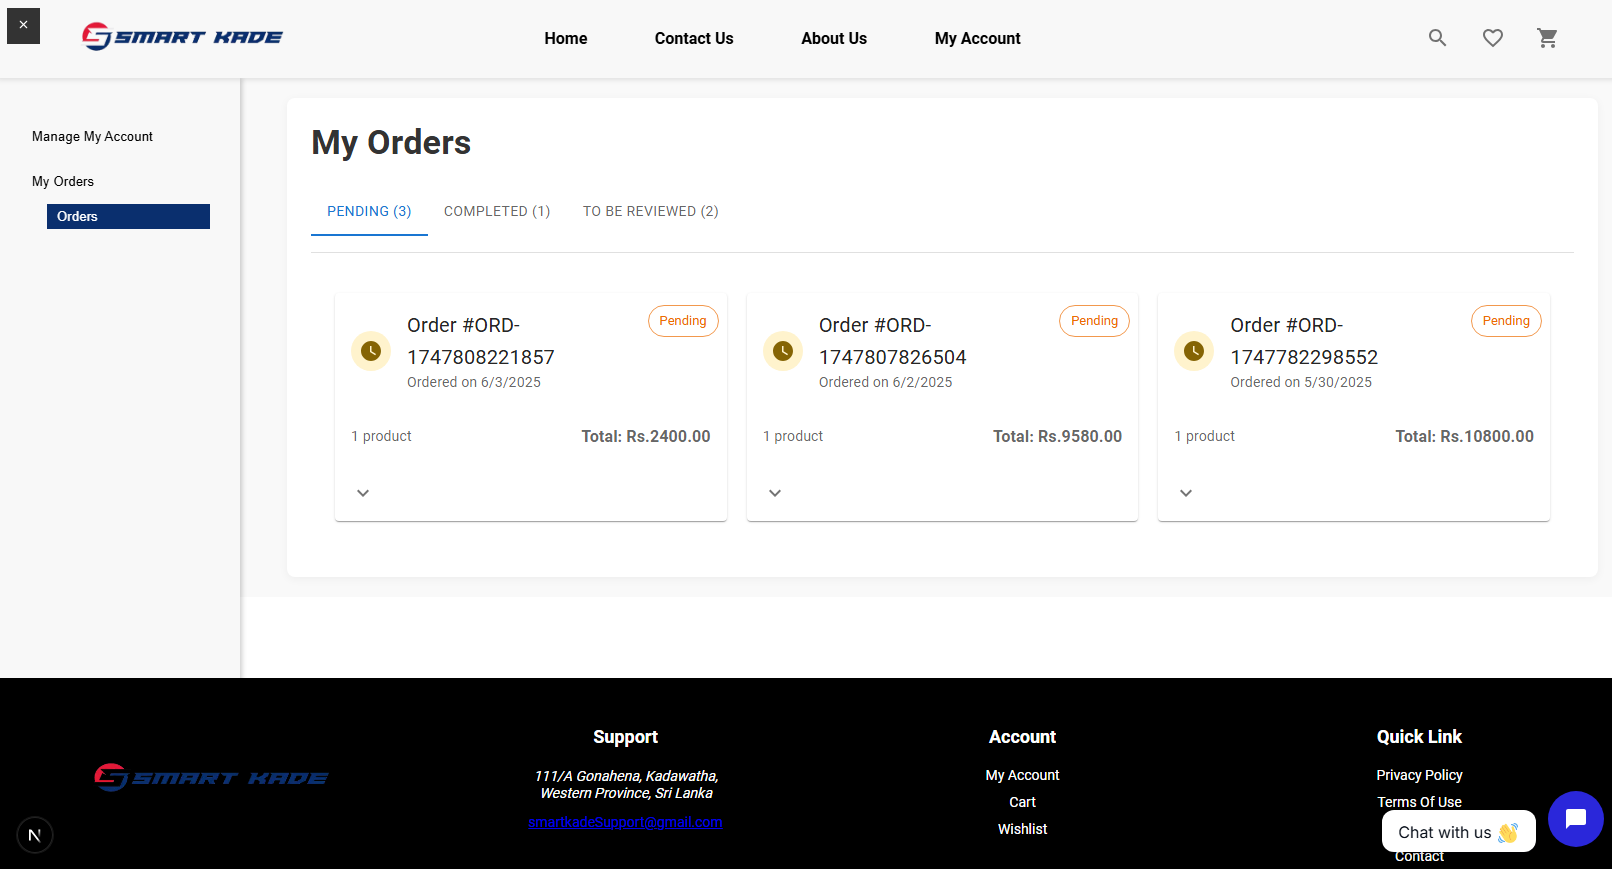 ×
SMART KADE
Home
Contact Us
About Us
My Account
Manage My Account
My Orders
Orders
My Orders
PENDING (3)
COMPLETED (1)
TO BE REVIEWED (2)
Order #ORD-
1747808221857
Ordered on 6/3/2025
Pending
1 product
Total: Rs.2400.00
Order #ORD-
1747807826504
Ordered on 6/2/2025
Pending
1 product
Total: Rs.9580.00
Order #ORD-
1747782298552
Ordered on 5/30/2025
Pending
1 product
Total: Rs.10800.00
SMART KADE
Support
111/A Gonahena, Kadawatha,
Western Province, Sri Lanka
smartkadeSupport@gmail.com
Account
My Account
Cart
Wishlist
Quick Link
Privacy Policy
Terms Of Use
Contact
Chat with us 👋
N